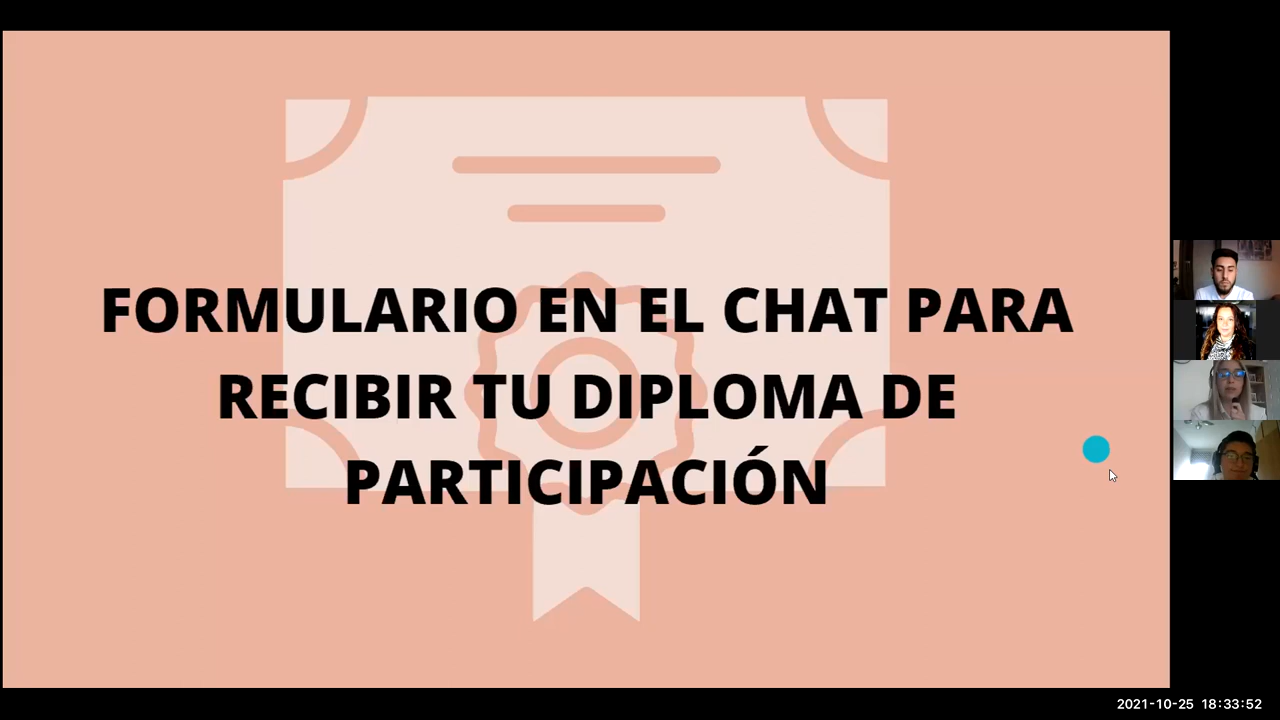 FORMULARIO EN EL CHAT PARA
RECIBIR TU DIPLOMA DE
PARTICIPACIÓN
2021-10-25 18:33:52